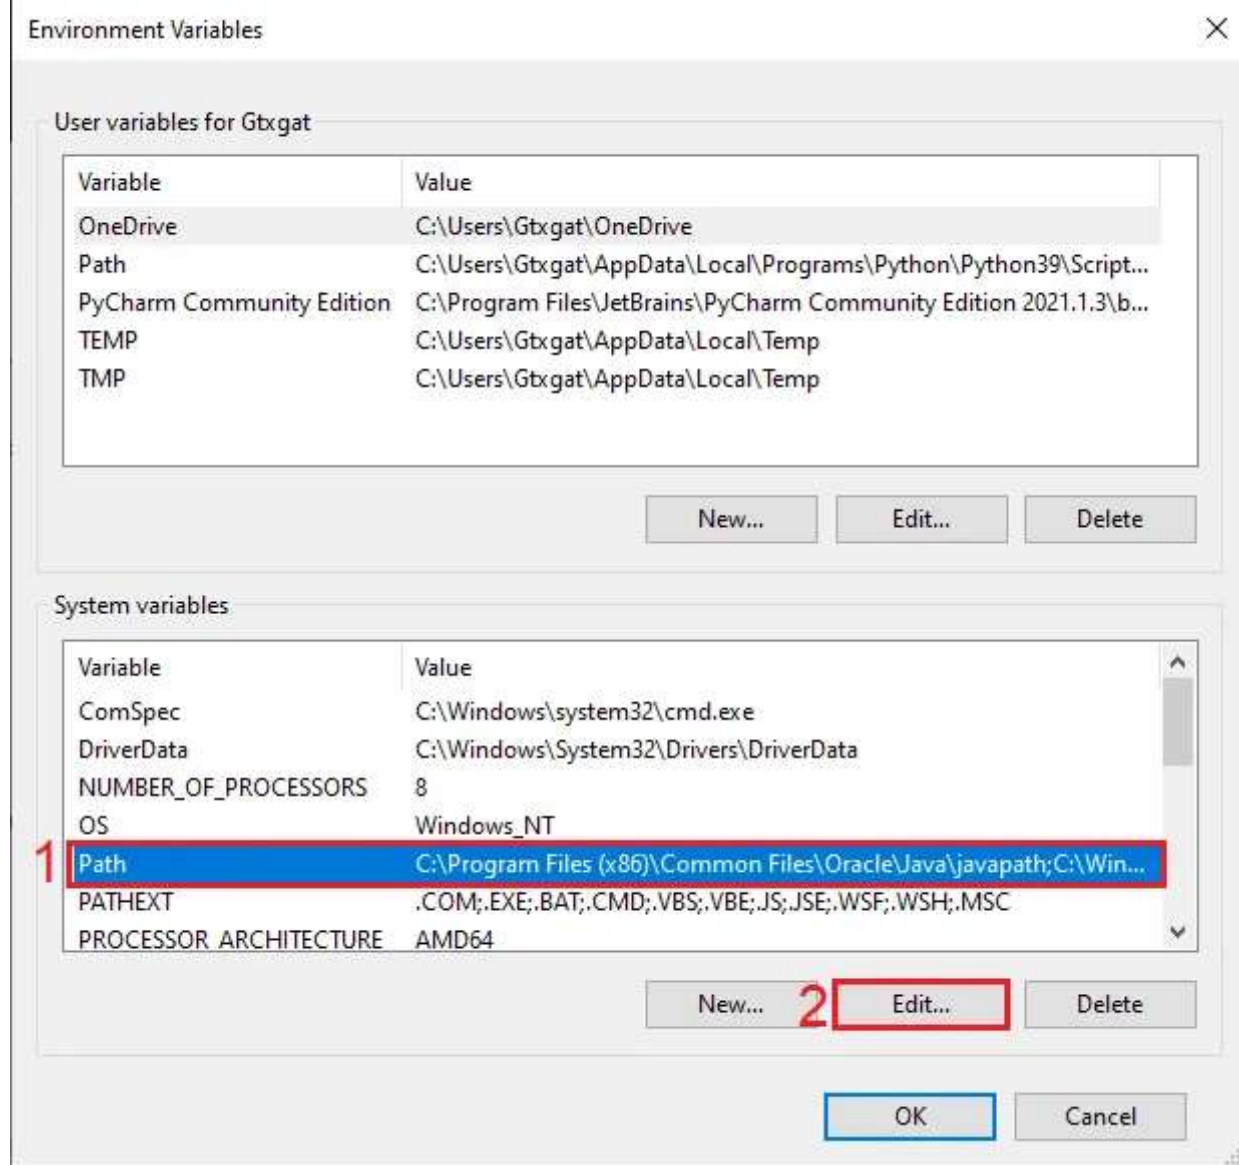 Environment Variables
User variables for Gtxgat
Variable Value
OneDrive C:\Users\Gtxgat\OneDrive
Path C:\Users\Gtxgat\AppData\Local\Programs\Python\Python39\Script...
PyCharm Community Edition C:\Program Files\JetBrains\PyCharm Community Edition 2021.1.3\b...
TEMP C:\Users\Gtxgat\AppData\Local\Temp
TMP C:\Users\Gtxgat\AppData\Local\Temp
New... Edit... Delete
System variables
Variable Value
ComSpec C:\Windows\system32\cmd.exe
DriverData C:\Windows\System32\Drivers\DriverData
NUMBER_OF_PROCESSORS 8
OS Windows_NT
1 Path C:\Program Files (x86)\Common Files\Oracle\Java\javapath;C:\Win...
PATHEXT .COM;.EXE;.BAT;.CMD;.VBS;.VBE;.JS;.JSE;.WSF;.WSH;.MSC
PROCESSOR_ARCHITECTURE AMD64
New... 2 Edit... Delete
OK Cancel